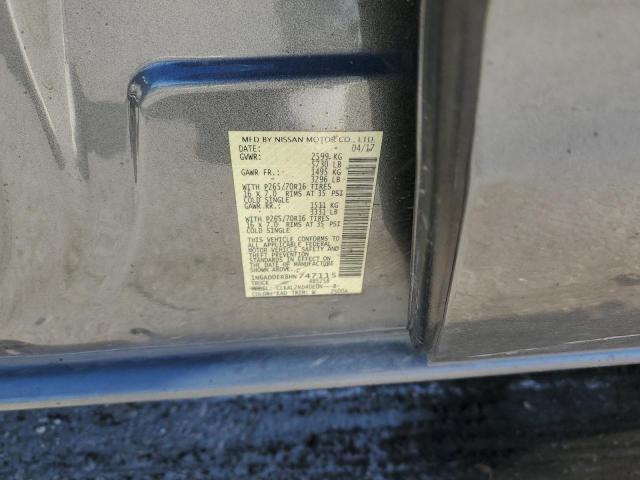 MFD BY NISSAN MOTOR CO., LTD.
DATE: 04/17
GVWR: 2599 KG
5730 LB
GAWR FR.: 1495 KG
3296 LB
WITH P265/70R16 TIRES
16 X 7.0 RIMS AT 35 PSI
COLD SINGLE
GAWR RR.: 1511 KG
3331 LB
WITH P265/70R16 TIRES
16 X 7.0 RIMS AT 35 PSI
COLD SINGLE
THIS VEHICLE CONFORMS TO
ALL APPLICABLE FEDERAL
MOTOR VEHICLE SAFETY AND
THEFT PREVENTION
STANDARDS IN EFFECT ON
THE DATE OF MANUFACTURE
SHOWN ABOVE.
747115
TRUCK
MODEL:
COLOR: EAD TRIM: W